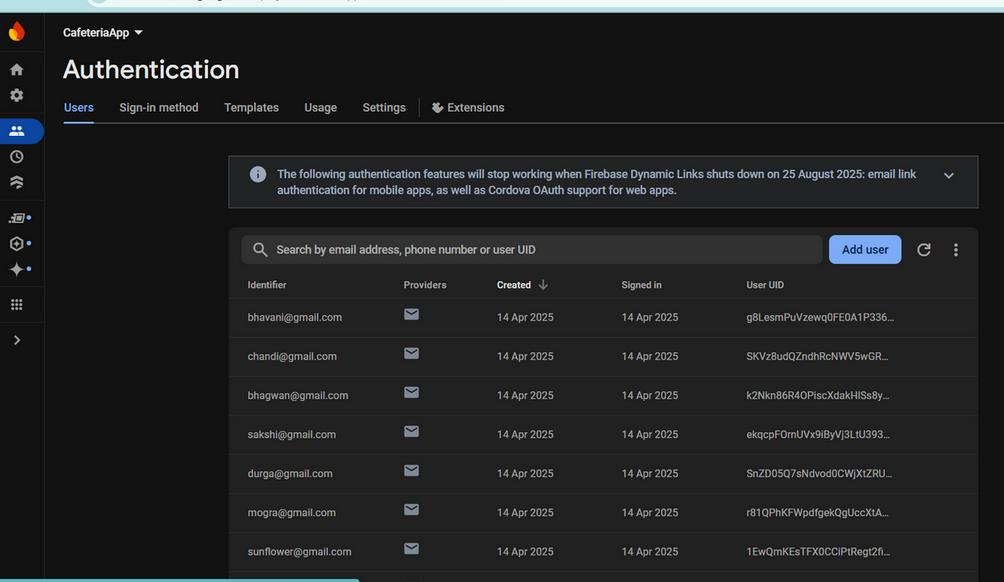 CafeteriaApp
Authentication
Users Sign-in method Templates Usage Settings Extensions
The following authentication features will stop working when Firebase Dynamic Links shuts down on 25 August 2025: email link
authentication for mobile apps, as well as Cordova OAuth support for web apps.
Search by email address, phone number or user UID Add user
Identifier Providers Created Signed in User UID
bhavani@gmail.com 14 Apr 2025 14 Apr 2025 g8LesmPuVzewq0FE0A1P336...
chandi@gmail.com 14 Apr 2025 14 Apr 2025 SKVz8udQZndhRcNWV5wGR...
bhagwan@gmail.com 14 Apr 2025 14 Apr 2025 k2Nkn86R4OPiscXdakHISs8y...
sakshi@gmail.com 14 Apr 2025 14 Apr 2025 ekqcpFOrnUVx9iByVj3LtU393...
durga@gmail.com 14 Apr 2025 14 Apr 2025 SnZD05Q7sNdvod0CWjXtZRU...
mogra@gmail.com 14 Apr 2025 14 Apr 2025 r81QPhKFWpdfgekQgUccXtA...
sunflower@gmail.com 14 Apr 2025 14 Apr 2025 1EwQmKEsTFX0CCiPtRegt2fi...